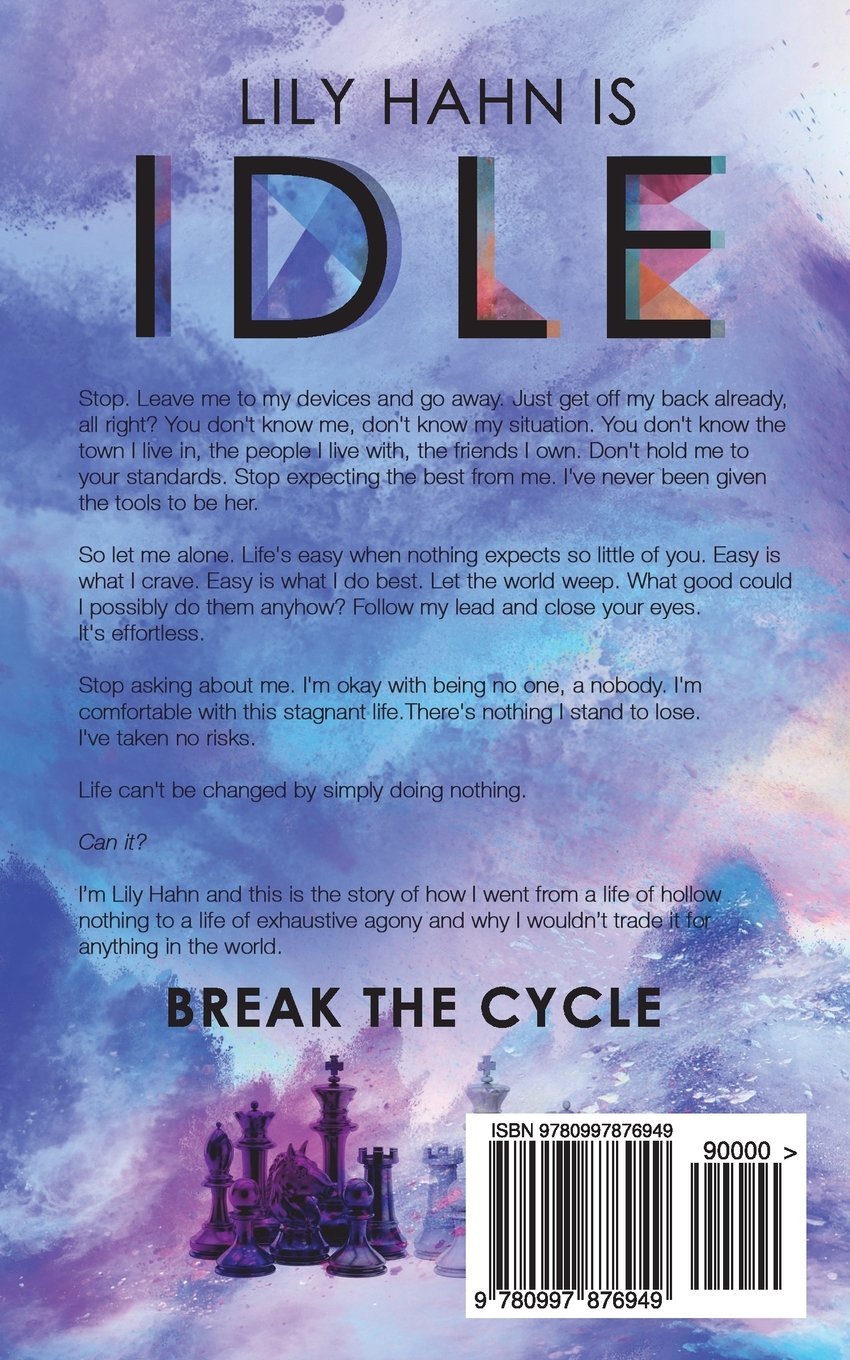 LILY HAHN IS
IDLE
Stop. Leave me to my devices and go away. Just get off my back already,
all right? You don't know me, don't know my situation. You don't know the
town I live in, the people I live with, the friends I own. Don't hold me to
your standards. Stop expecting the best from me. I've never been given
the tools to be her.
So let me alone. Life's easy when nothing expects so little of you. Easy is
what I crave. Easy is what I do best. Let the world weep. What good could
I possibly do them anyhow? Follow my lead and close your eyes.
It's effortless.
Stop asking about me. I'm okay with being no one, a nobody. I'm
comfortable with this stagnant life.There's nothing I stand to lose.
I've taken no risks.
Life can't be changed by simply doing nothing.
Can it?
I’m Lily Hahn and this is the story of how I went from a life of hollow
nothing to a life of exhaustive agony and why I wouldn’t trade it for
anything in the world.
BREAK THE CYCLE
ISBN 9780997876949
90000 >
9 780997 876949